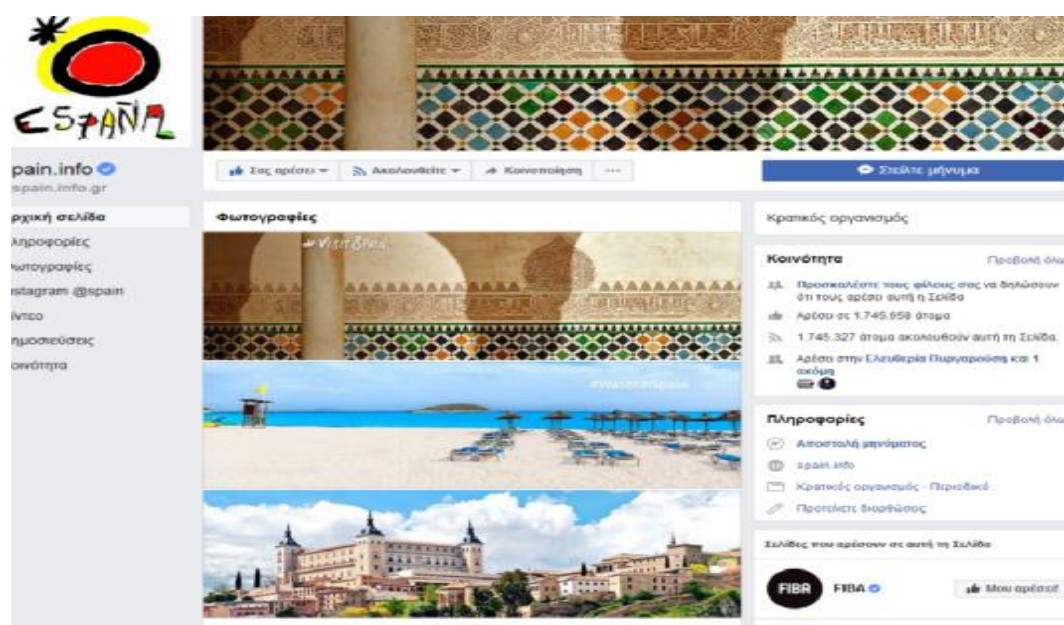 ESPAÑA
pain.info
spain.info.gr
ρχική σελίδα
ληροφορίες
ωτογραφίες
nstagram @spain
ίντεο
ημοσιεύσεις
οινότητα
Σας αρέσει
Ακολουθείτε
Κοινοποίηση
Στείλτε μήνυμα
Φωτογραφίες
# VISITSPAIN
Κρατικός οργανισμός
Κοινότητα
Προβολή όλω
Προσκαλέστε τους φίλους σας να δηλώσουν
ότι τους αρέσει αυτή η Σελίδα
Αρέσει σε 1.745.958 άτομα
1.745.327 άτομα ακολουθούν αυτή τη Σελίδα
Αρέσει στην Ελευθερία Πυργαρούση και 1
ακόμη
Πληροφορίες
Προβολή όλω
Αποστολή μηνύματος
spain.info
Κρατικός οργανισμός · Περιοδικό
Προτείνετε διορθώσεις
Σελίδες που αρέσουν σε αυτή τη Σελίδα
FIBA
FIBA
Μου αρέσει!